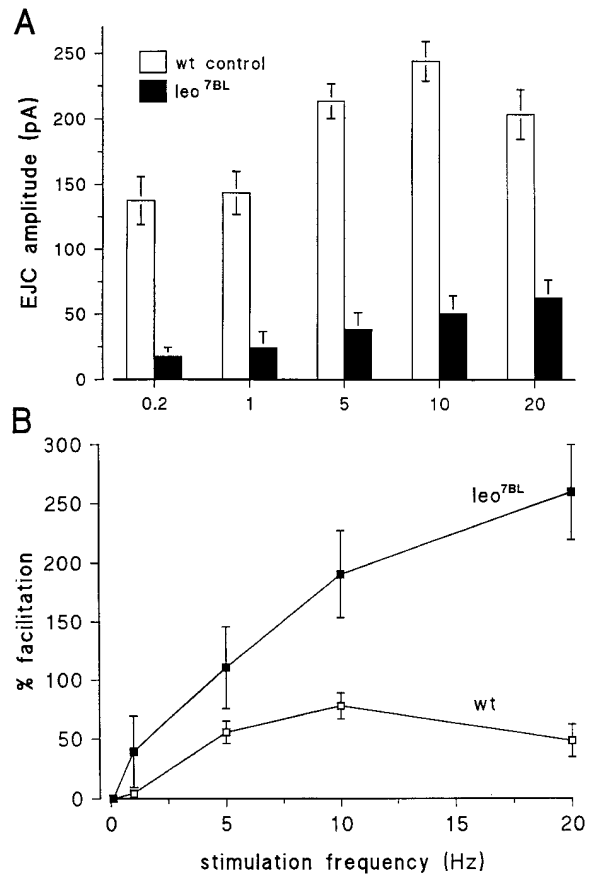 A
wt control
leo7BL
EJC amplitude (pA)
250
200
150
100
50
0
0.2 1 5 10 20
B
leo7BL
wt
% facilitation
300
250
200
150
100
50
0
0 5 10 15 20
stimulation frequency (Hz)